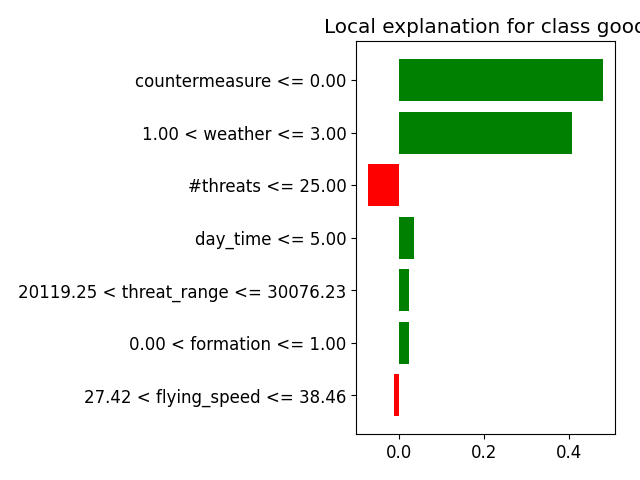 Local explanation for class good
countermeasure <= 0.00
1.00 < weather <= 3.00
#threats <= 25.00
day_time <= 5.00
20119.25 < threat_range <= 30076.23
0.00 < formation <= 1.00
27.42 < flying_speed <= 38.46
0.0 0.2 0.4